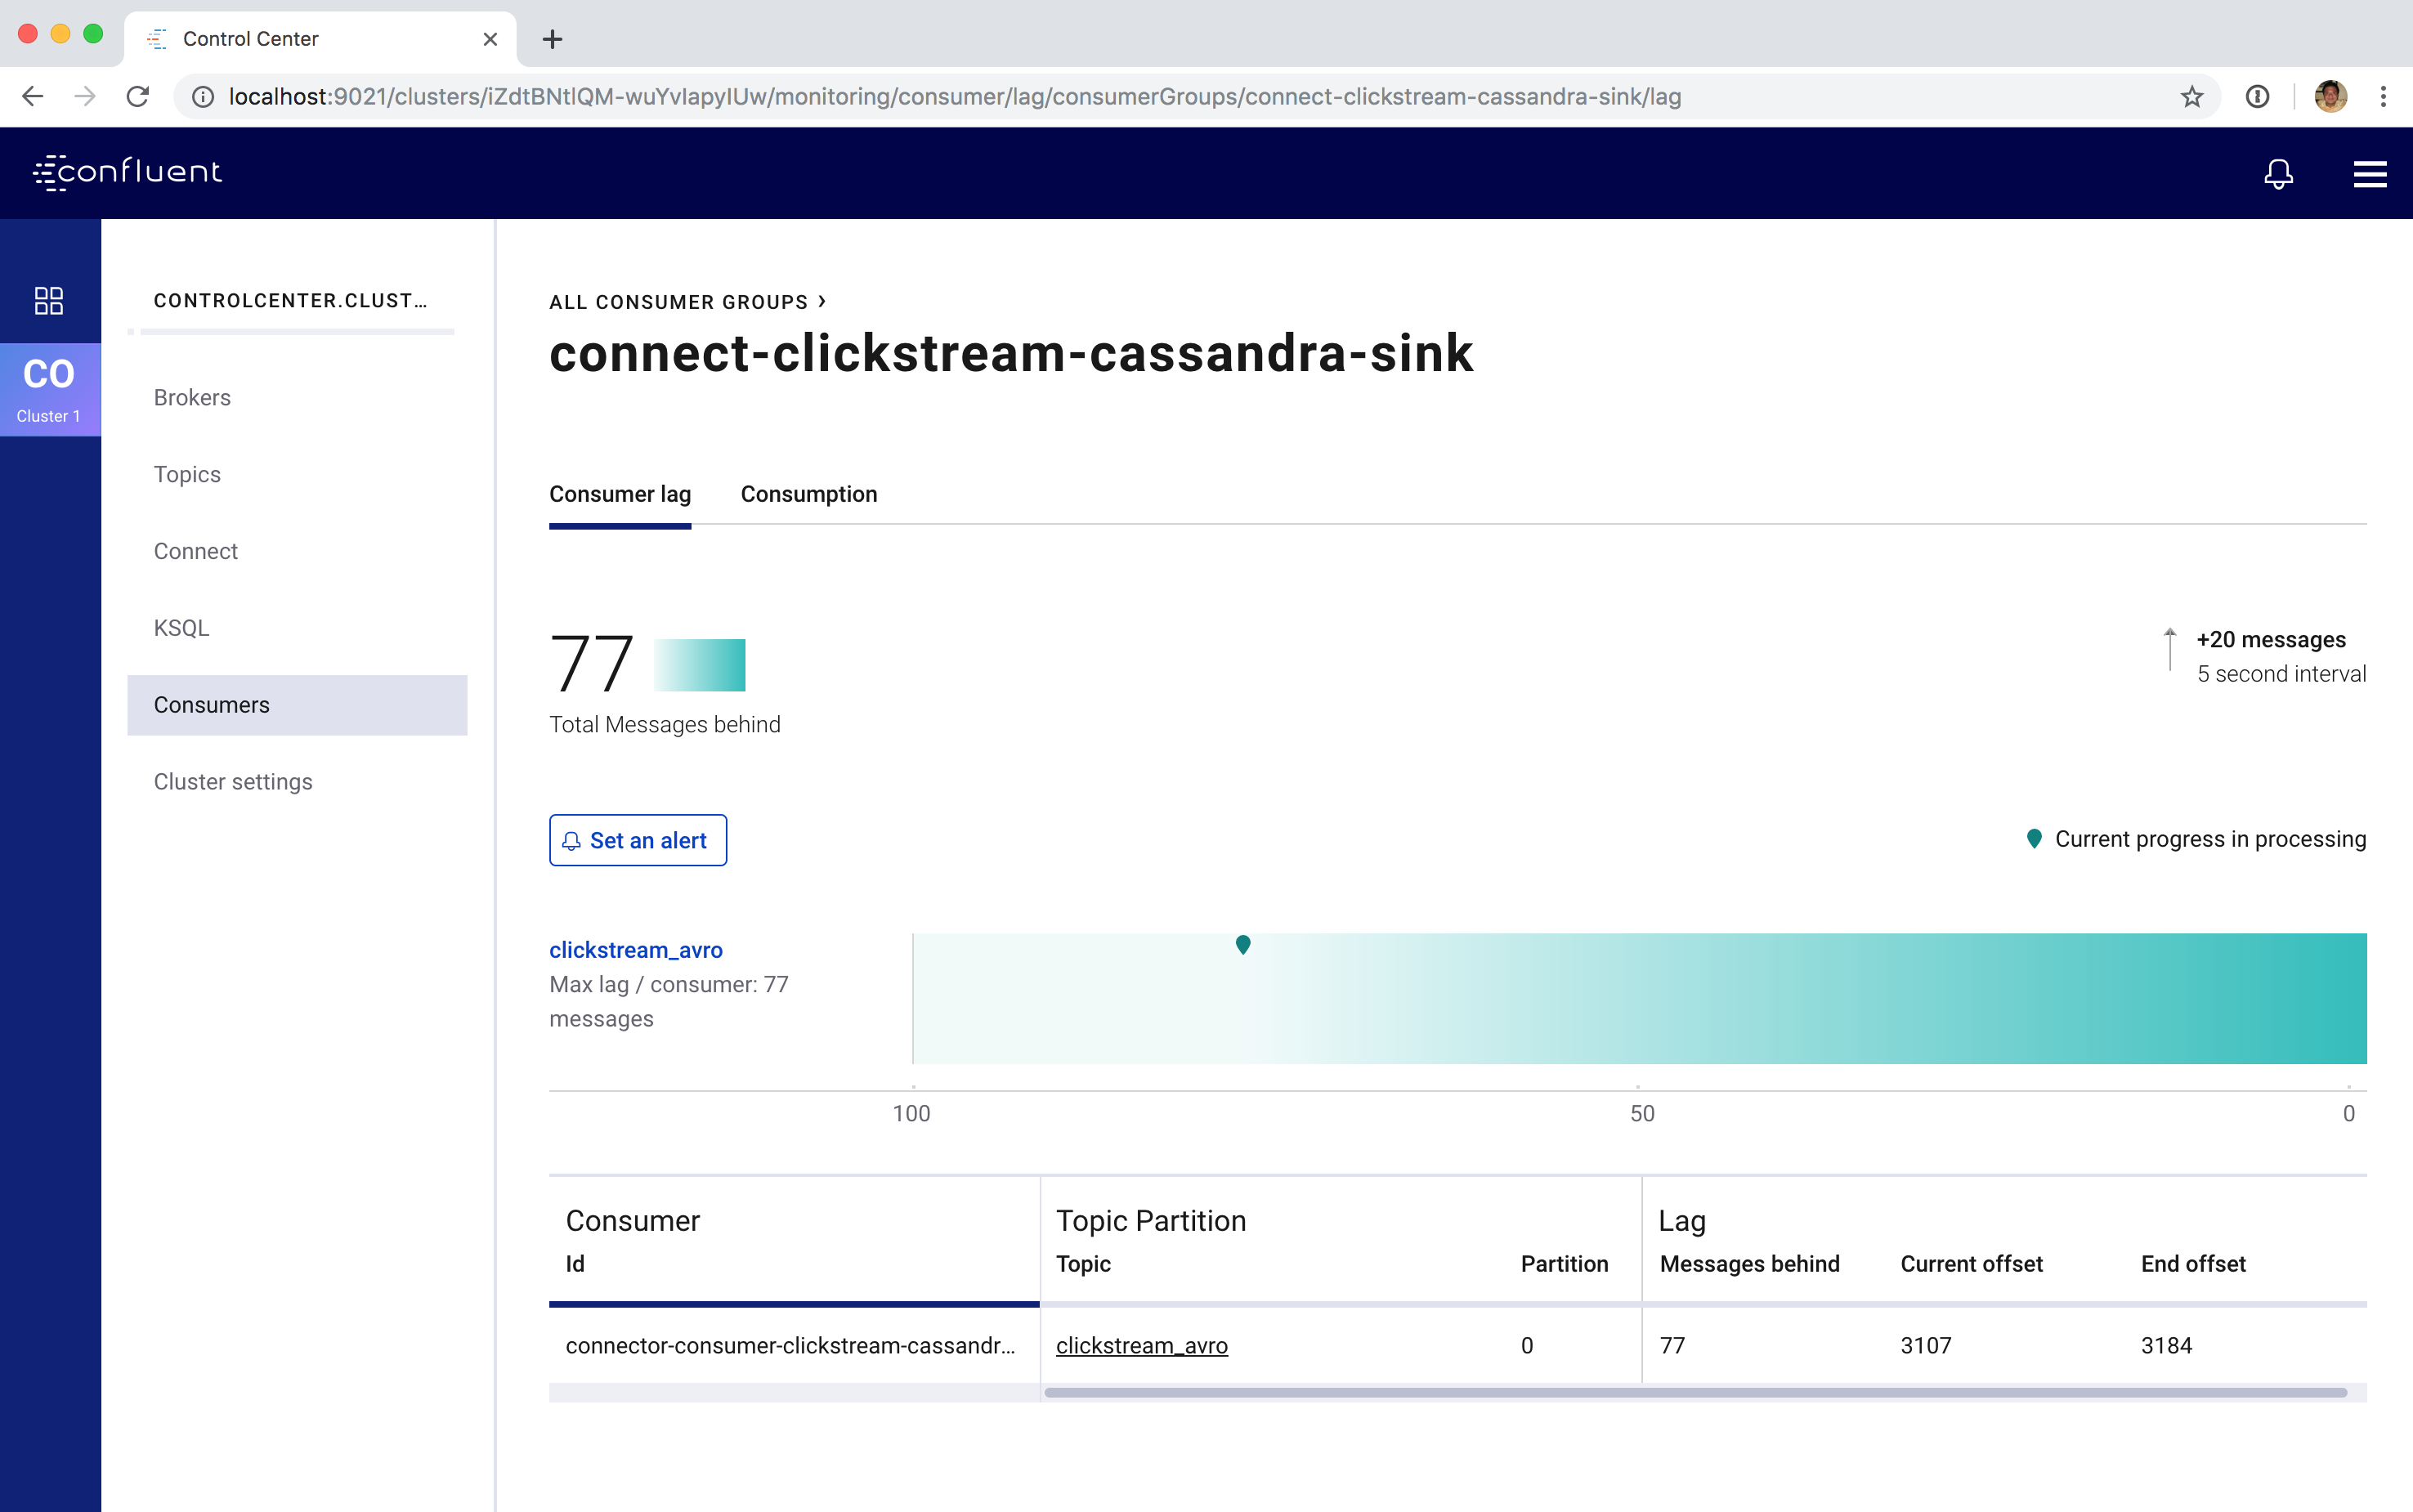 Control Center
localhost:9021/clusters/iZdtBNtlQM-wuYvIapyIUw/monitoring/consumer/lag/consumerGroups/connect-clickstream-cassandra-sink/lag
confluent
CO
Cluster 1
CONTROLCENTER.CLUST...
Brokers
Topics
Connect
KSQL
Consumers
Cluster settings
ALL CONSUMER GROUPS >
connect-clickstream-cassandra-sink
Consumer lag Consumption
77
Total Messages behind
+20 messages
5 second interval
Set an alert
Current progress in processing
clickstream_avro
Max lag / consumer: 77
messages
100 50 0
Consumer Topic Partition Lag
Id Topic Partition Messages behind Current offset End offset
connector-consumer-clickstream-cassandr... clickstream_avro 0 77 3107 3184